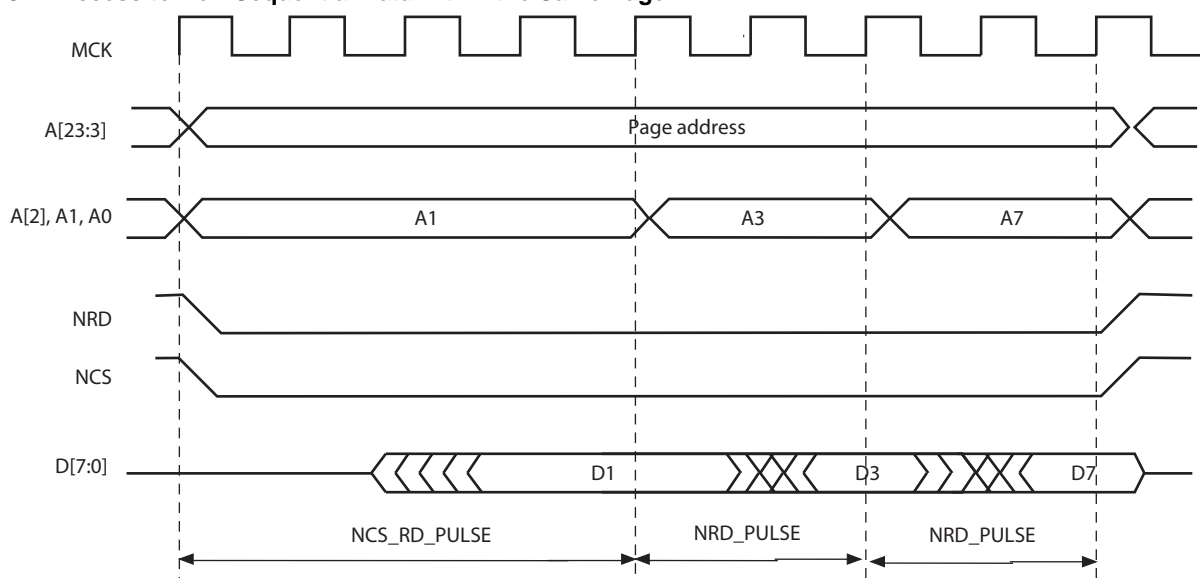 MCK
A[23:3]
Page address
A[2], A1, A0
A1
A3
A7
NRD
NCS
D[7:0]
D1
D3
D7
NCS_RD_PULSE
NRD_PULSE
NRD_PULSE